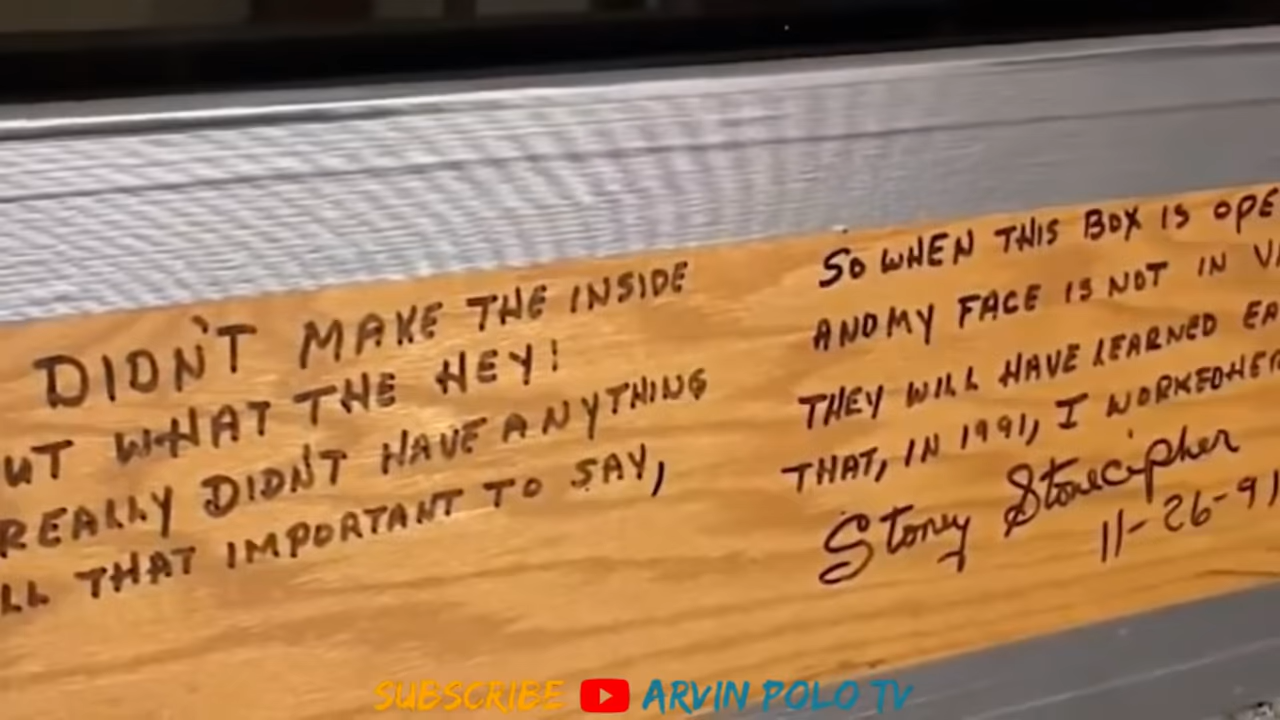 DIDN'T MAKE THE INSIDE
UT WHAT THE HEY!
REALLY DIDN'T HAVE ANYTHING
LL THAT IMPORTANT TO SAY,
SO WHEN THIS BOX IS OPE
AND MY FACE IS NOT IN V
THEY WILL HAVE LEARNED EA
THAT, IN 1991, I WORKED HER
Stoney Stonecipher
11-26-91
SUBSCRIBE ARVIN POLO TV